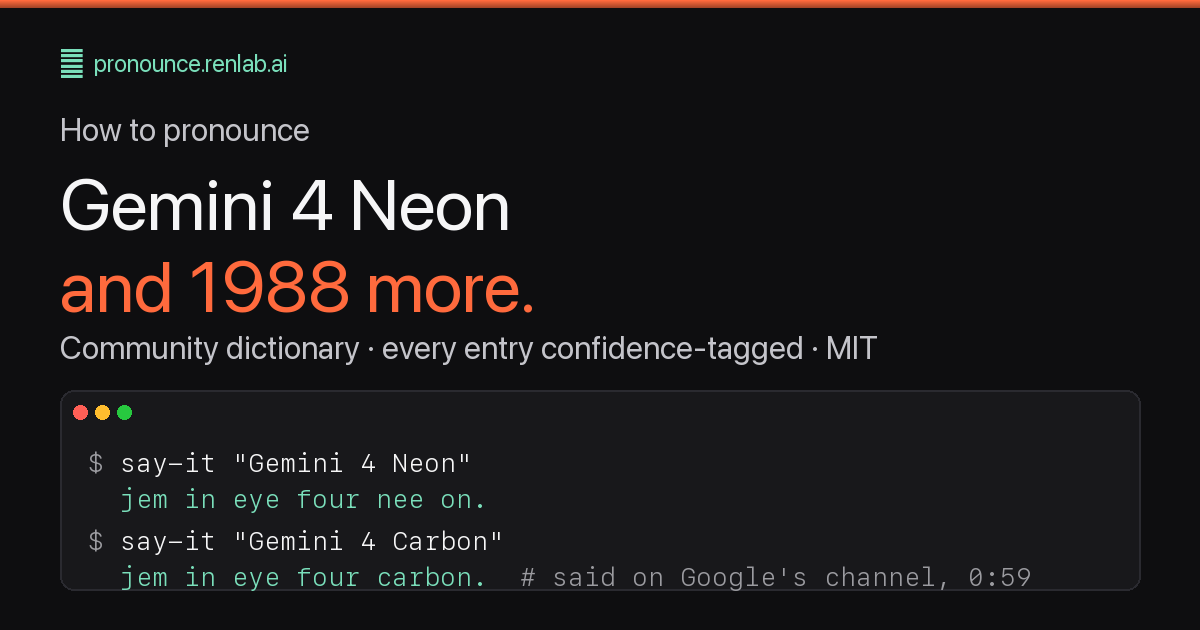 pronounce.renlab.ai
How to pronounce
Gemini 4 Neon
and 1988 more.
Community dictionary · every entry confidence-tagged · MIT
$ say-it "Gemini 4 Neon"
jem in eye four nee on.
$ say-it "Gemini 4 Carbon"
jem in eye four carbon.  # said on Google's channel, 0:59